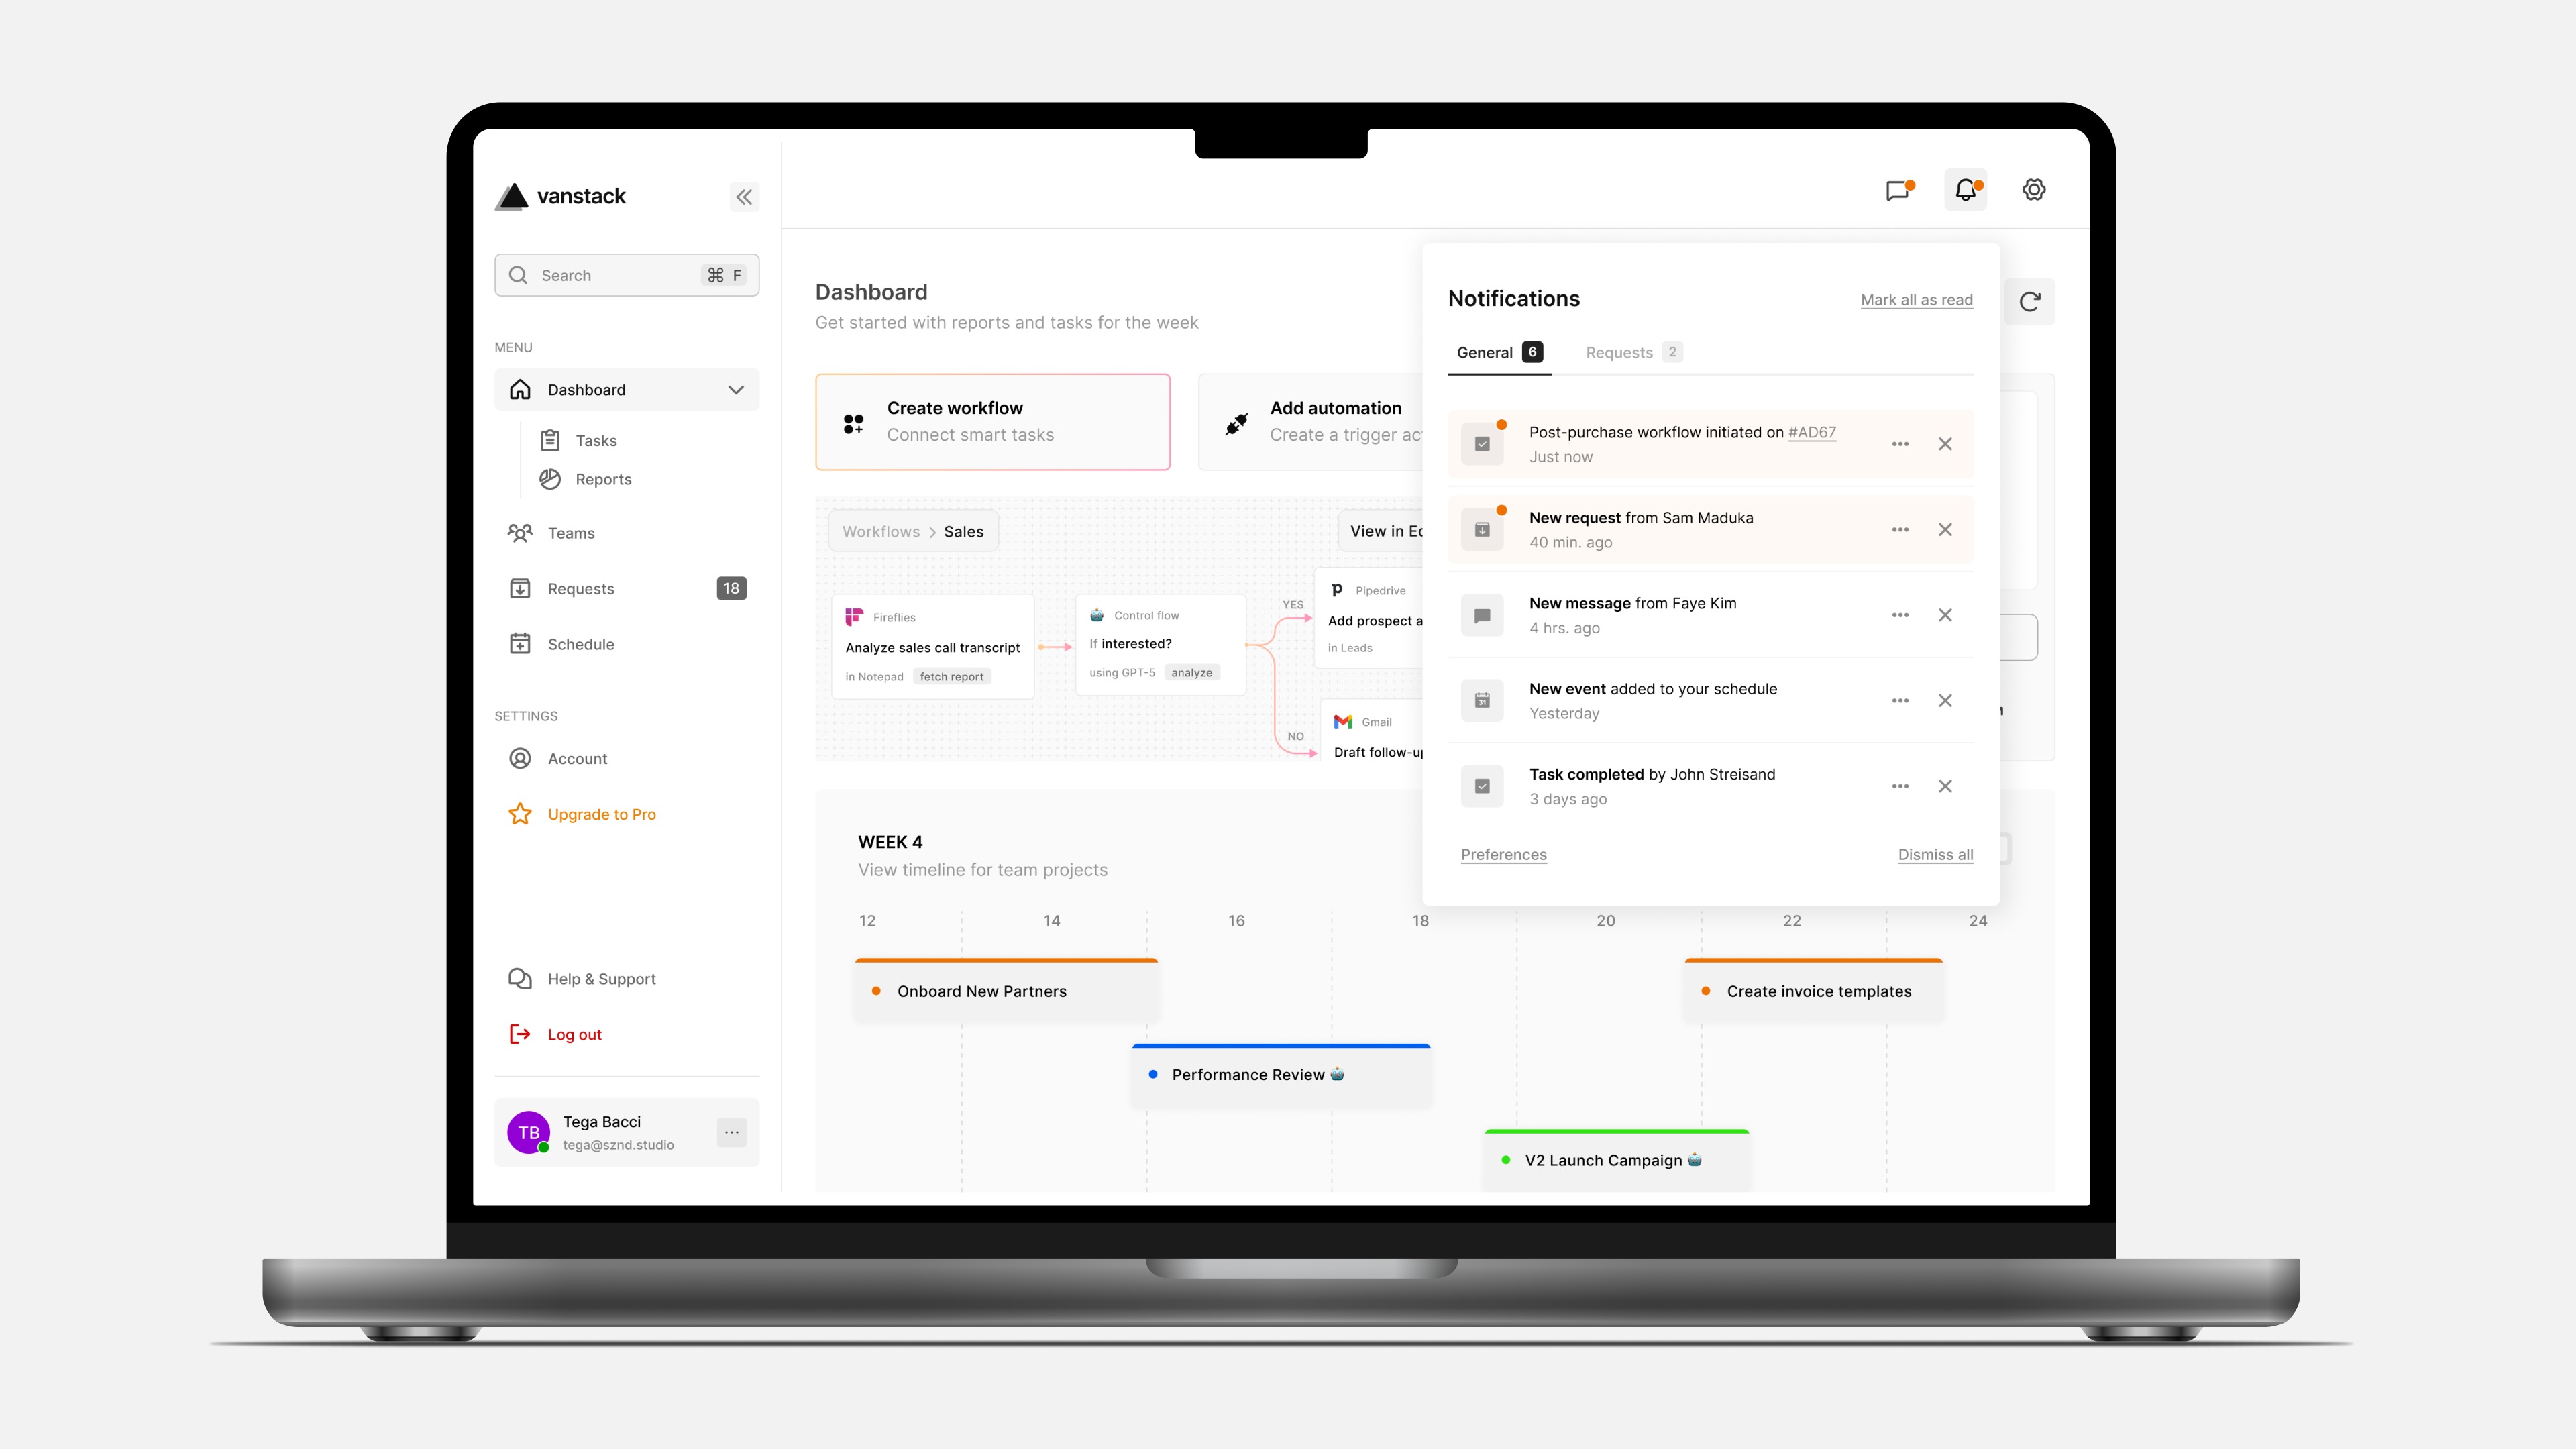 vanstack
Search
⌘ F
MENU
Dashboard
Tasks
Reports
Teams
Requests 18
Schedule
SETTINGS
Account
Upgrade to Pro
Help & Support
Log out
TB
Tega Bacci
tega@sznd.studio
Dashboard
Get started with reports and tasks for the week
Create workflow
Connect smart tasks
Add automation
Create a trigger
Workflows > Sales
View in
Fireflies
Analyze sales call transcript
in Notepad fetch report
Control flow
If interested?
using GPT-5 analyze
YES
NO
Pipedrive
Add prospect
in Leads
Gmail
Draft
Notifications
Mark all as read
General 6
Requests 2
Post-purchase workflow initiated on #AD67
Just now
New request from Sam Maduka
40 min. ago
New message from Faye Kim
4 hrs. ago
31
New event added to your schedule
Yesterday
Task completed by John Streisand
3 days ago
Preferences
Dismiss all
WEEK 4
View timeline for team projects
12 14 16 18 20 22 24
Onboard New Partners
Create invoice templates
Performance Review
V2 Launch Campaign